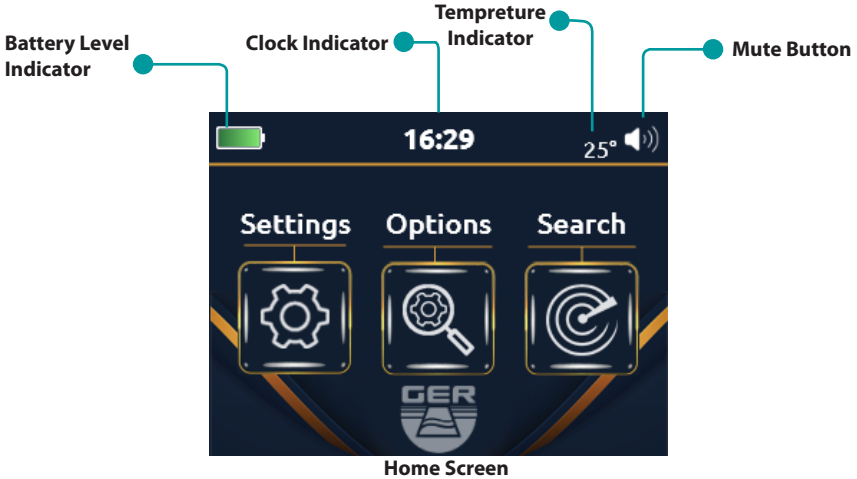 Tempreture
Indicator
Battery Level
Indicator
Clock Indicator
Mute Button
16:29
25°
Settings
Options
Search
GER
Home Screen